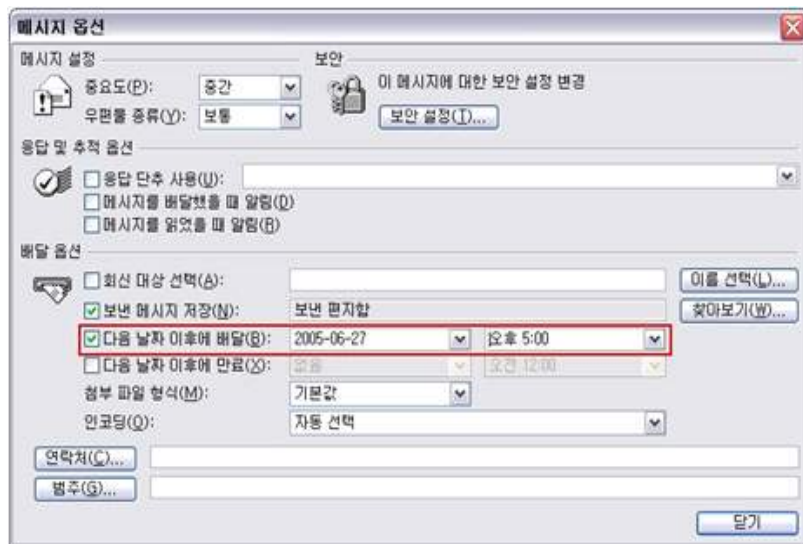 메시지 옵션
메시지 설정
보안
중요도(P): 중간
이 메시지에 대한 보안 설정 변경
우편물 종류(Y): 보통
보안 설정(T)...
응답 및 추적 옵션
응답 단추 사용(U):
메시지를 배달했을 때 알림(D)
메시지를 읽었을 때 알림(R)
배달 옵션
회신 대상 선택(A): 이름 선택(L)...
보낸 메시지 저장(N): 보낸 편지함 찾아보기(W)...
다음 날짜 이후에 배달(B): 2005-06-27 오후 5:00
다음 날짜 이후에 만료(X): 없음 오전 12:00
첨부 파일 형식(M): 기본값
인코딩(O): 자동 선택
연락처(C)...
범주(G)...
닫기